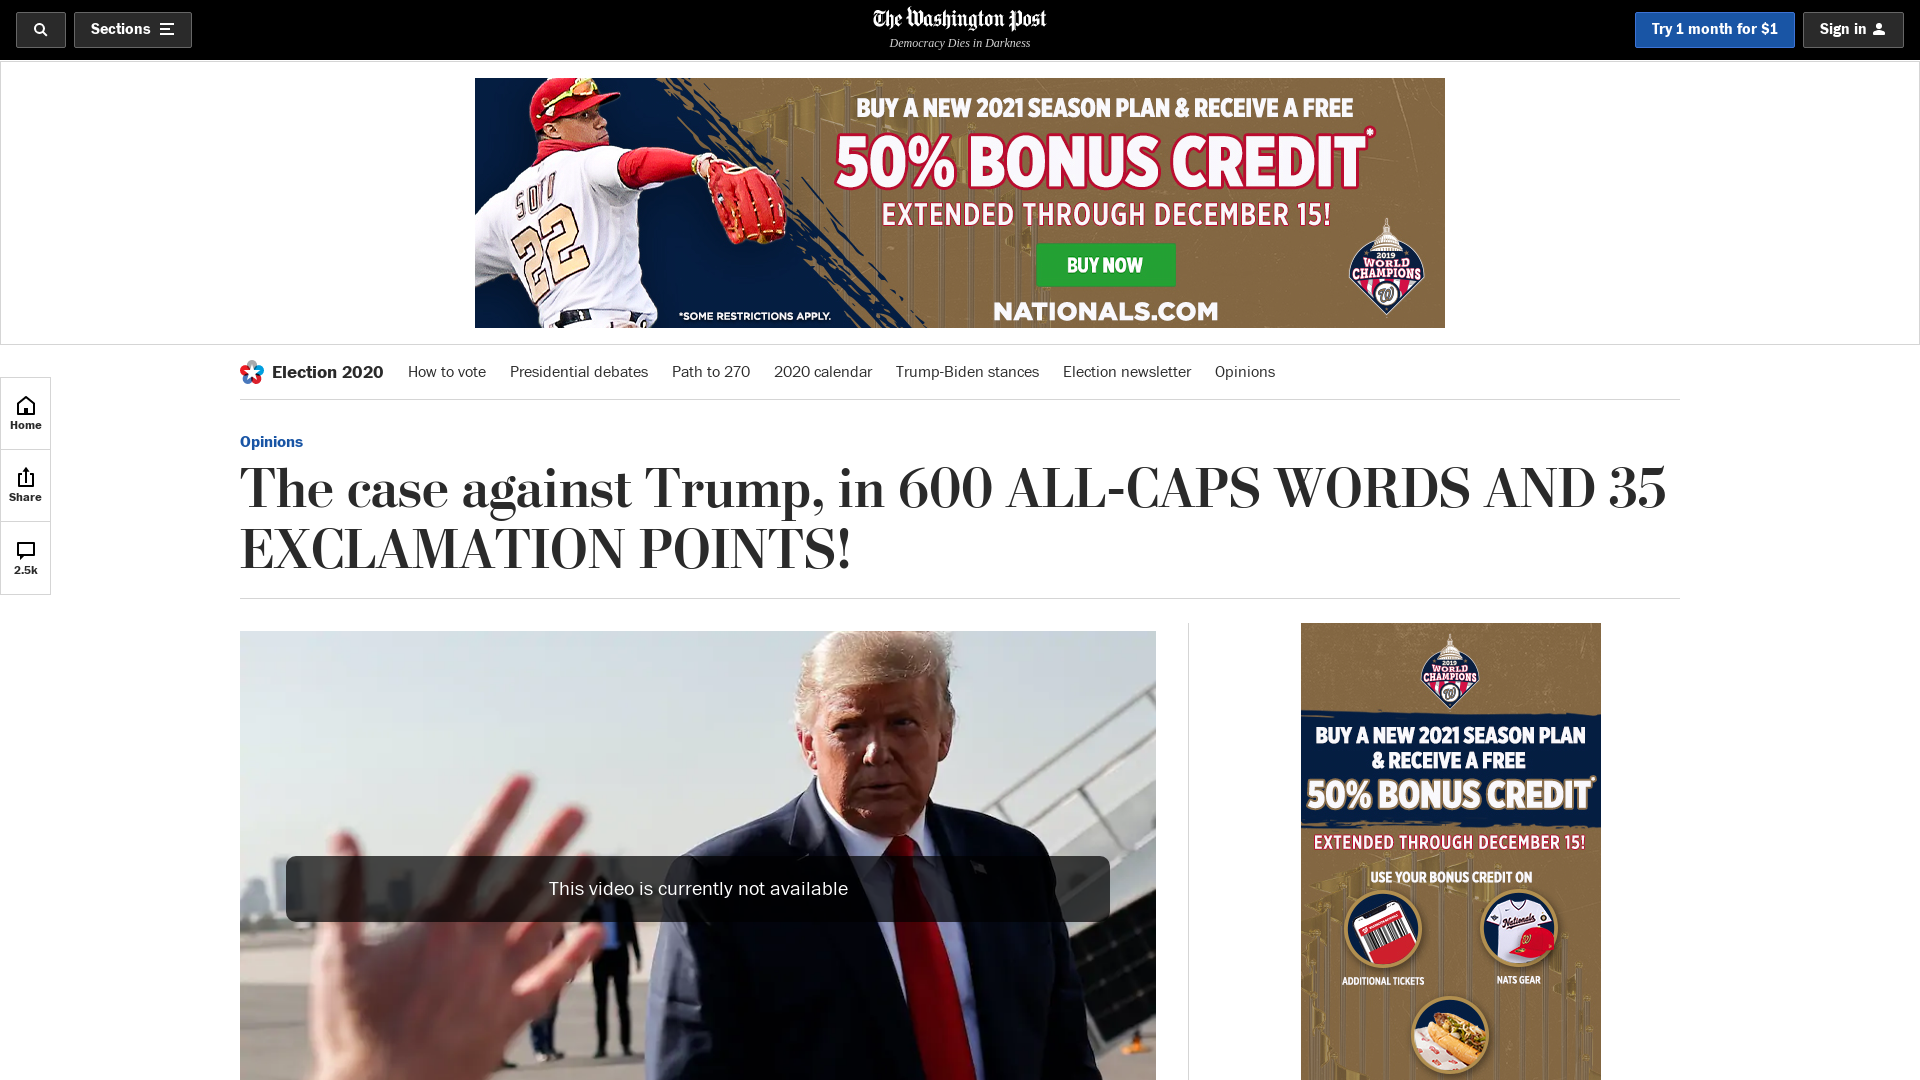 Sections
The Washington Post
Democracy Dies in Darkness
Try 1 month for $1
Sign in
BUY A NEW 2021 SEASON PLAN & RECEIVE A FREE
50% BONUS CREDIT*
EXTENDED THROUGH DECEMBER 15!
BUY NOW
NATIONALS.COM
*SOME RESTRICTIONS APPLY.
22
2019
WORLD
CHAMPIONS
W
Election 2020
How to vote
Presidential debates
Path to 270
2020 calendar
Trump-Biden stances
Election newsletter
Opinions
Home
Share
2.5k
Opinions
The case against Trump, in 600 ALL-CAPS WORDS AND 35
EXCLAMATION POINTS!
This video is currently not available
2019
WORLD
CHAMPIONS
W
BUY A NEW 2021 SEASON PLAN
& RECEIVE A FREE
50% BONUS CREDIT*
EXTENDED THROUGH DECEMBER 15!
USE YOUR BONUS CREDIT ON
Nationals
W
ADDITIONAL TICKETS
NATS GEAR